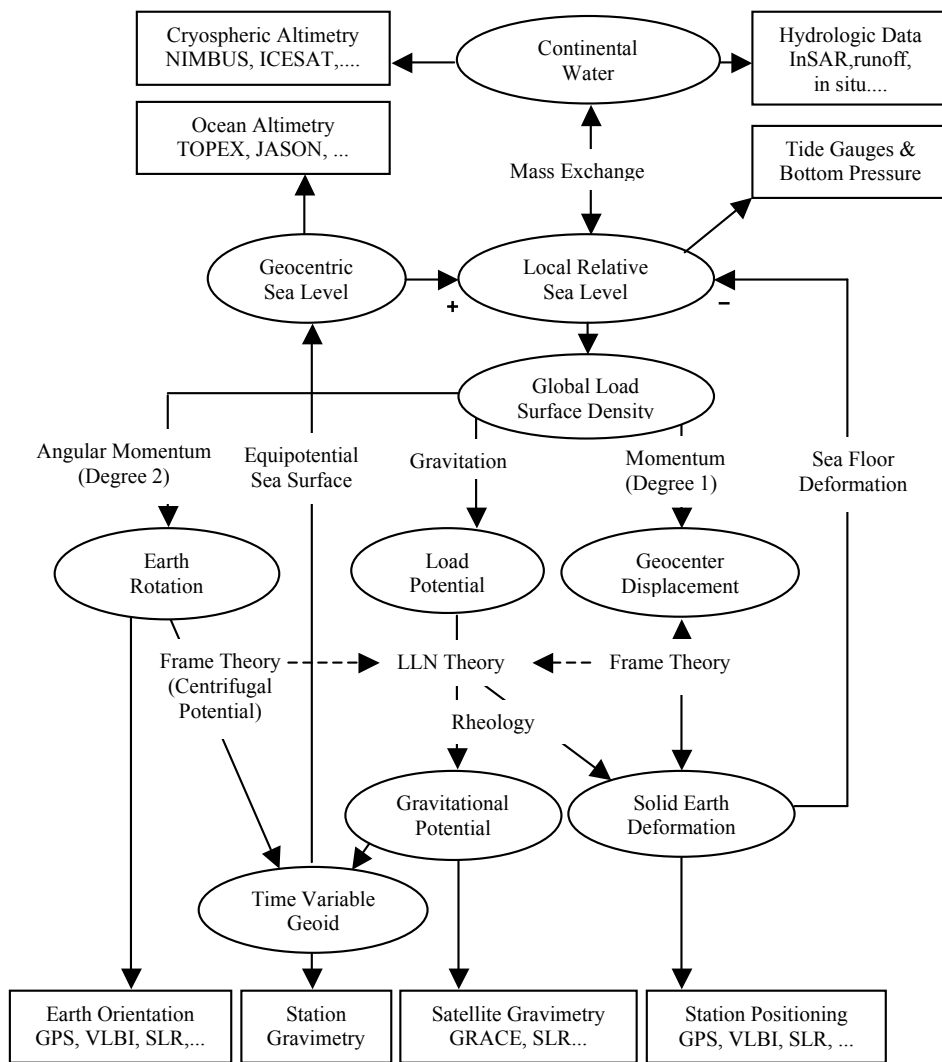 Cryospheric Altimetry
NIMBUS, ICESAT,....
Continental
Water
Hydrologic Data
InSAR,runoff,
in situ....
Ocean Altimetry
TOPEX, JASON, ...
Mass Exchange
Tide Gauges &
Bottom Pressure
Geocentric
Sea Level
Local Relative
Sea Level
+
–
Global Load
Surface Density
Angular Momentum
(Degree 2)
Equipotential
Sea Surface
Gravitation
Momentum
(Degree 1)
Sea Floor
Deformation
Earth
Rotation
Load
Potential
Geocenter
Displacement
Frame Theory
(Centrifugal
Potential)
LLN Theory
Frame Theory
Rheology
Gravitational
Potential
Solid Earth
Deformation
Time Variable
Geoid
Earth Orientation
GPS, VLBI, SLR,...
Station
Gravimetry
Satellite Gravimetry
GRACE, SLR...
Station Positioning
GPS, VLBI, SLR, ...